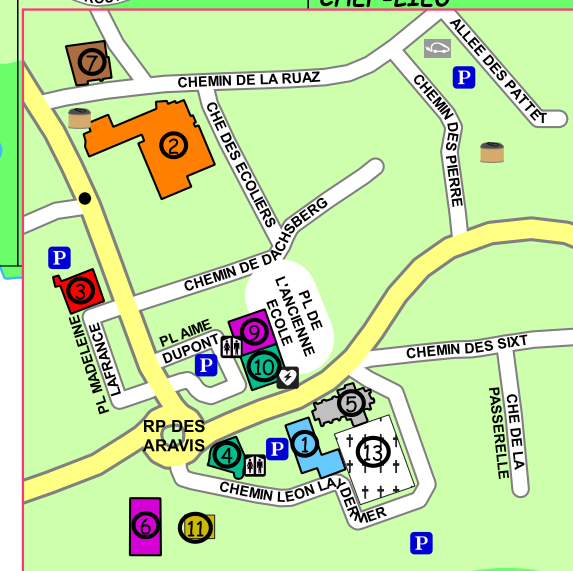 CHEF-LIEU
7
CHEMIN DE LA RUAZ
ALLEE DES PATTET
P
2
CHE DES ECOLIERS
CHEMIN DES PIERRE
P
3
CHEMIN DE DACHSBERG
PL DE
L'ANCIENNE
ECOLE
PL MADELEINE
LAFRANCE
PL AIME
DUPONT
9
P
10
CHEMIN DES SIXT
CHE DE LA
PASSERELLE
5
RP DES
ARAVIS
4
P
1
13
CHEMIN LEON LAYDERMIER
6
11
P